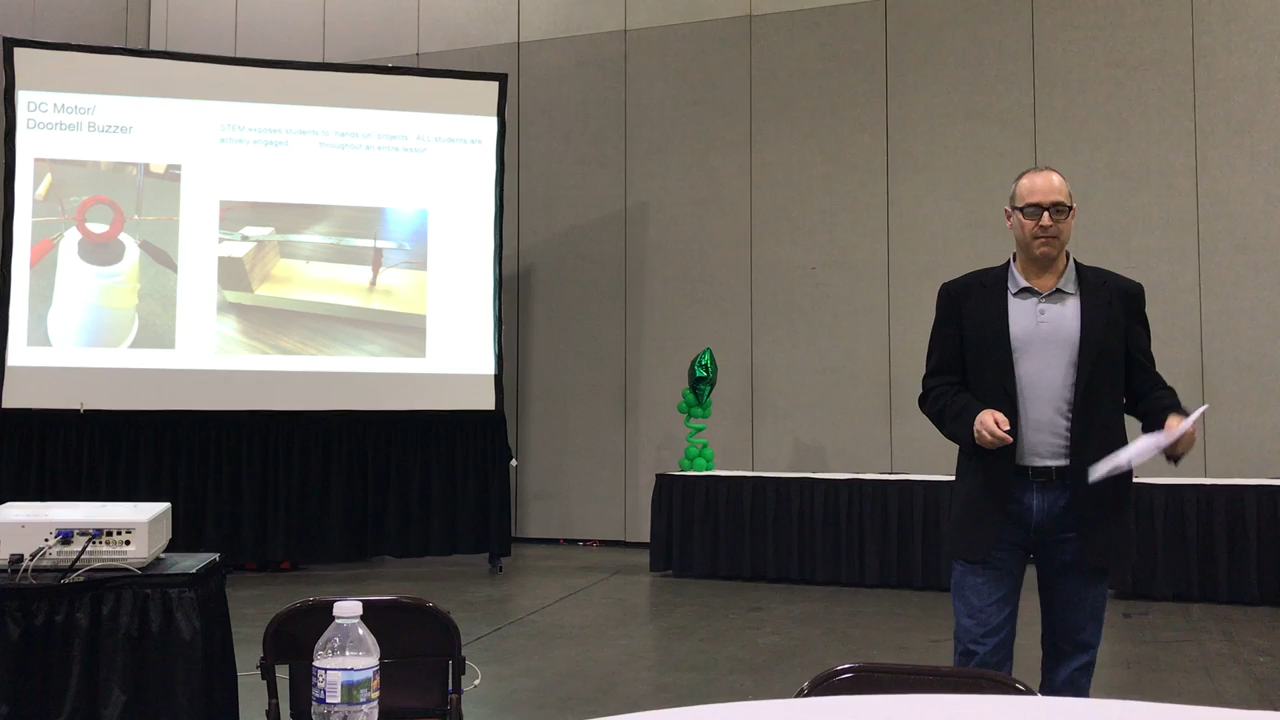 DC Motor/
Doorbell Buzzer
STEM exposes students to "hands on" projects. ALL students are
actively engaged throughout an entire lesson